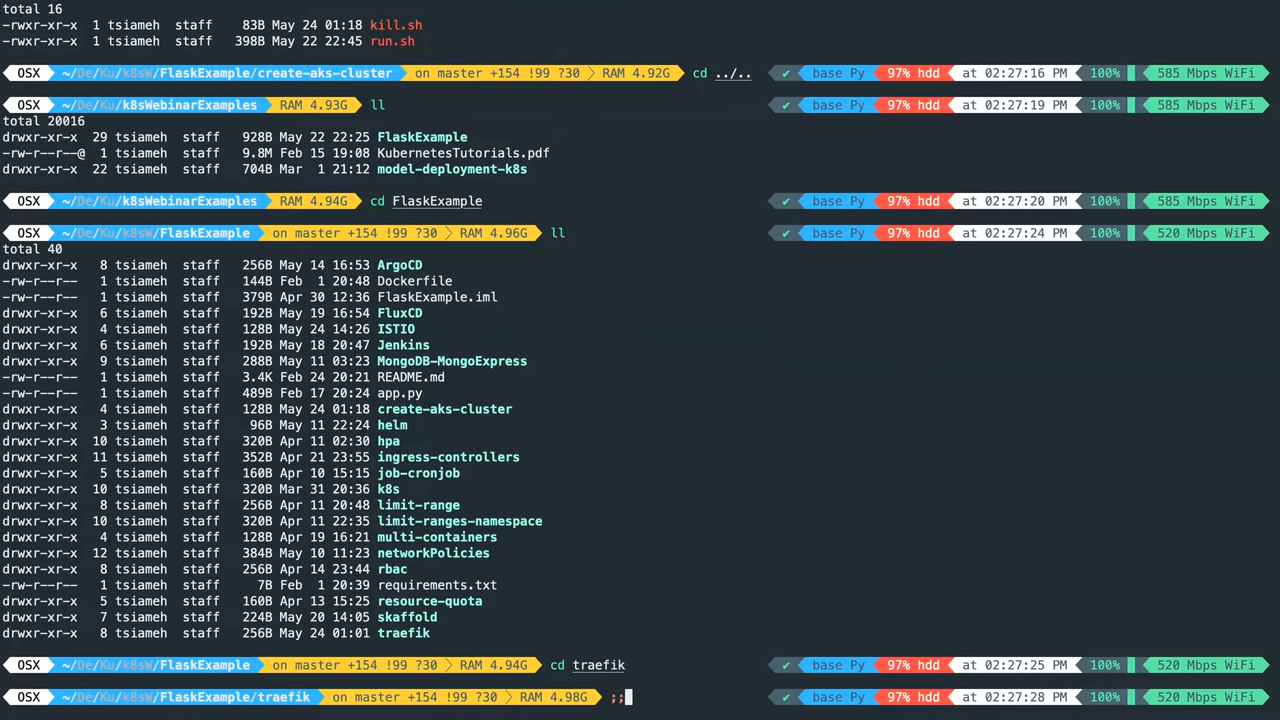 total 16
-rwxr-xr-x 1 tsiameh staff 83B May 24 01:18 kill.sh
-rwxr-xr-x 1 tsiameh staff 398B May 22 22:45 run.sh
OSX ~/De/Ku/k8sW/FlaskExample/create-aks-cluster on master +154 !99 ?30 RAM 4.92G cd ../.. ✔ base Py 97% hdd at 02:27:16 PM 100% 585 Mbps WiFi
OSX ~/De/Ku/k8sWebinarExamples RAM 4.93G ll ✔ base Py 97% hdd at 02:27:19 PM 100% 585 Mbps WiFi
total 20016
drwxr-xr-x 29 tsiameh staff 928B May 22 22:25 FlaskExample
-rw-r--r--@ 1 tsiameh staff 9.8M Feb 15 19:08 KubernetesTutorials.pdf
drwxr-xr-x 22 tsiameh staff 704B Mar 1 21:12 model-deployment-k8s
OSX ~/De/Ku/k8sWebinarExamples RAM 4.94G cd FlaskExample ✔ base Py 97% hdd at 02:27:20 PM 100% 585 Mbps WiFi
OSX ~/De/Ku/k8sW/FlaskExample on master +154 !99 ?30 RAM 4.96G ll ✔ base Py 97% hdd at 02:27:24 PM 100% 520 Mbps WiFi
total 40
drwxr-xr-x 8 tsiameh staff 256B May 14 16:53 ArgoCD
-rw-r--r-- 1 tsiameh staff 144B Feb 1 20:48 Dockerfile
-rw-r--r-- 1 tsiameh staff 379B Apr 30 12:36 FlaskExample.iml
drwxr-xr-x 6 tsiameh staff 192B May 19 16:54 FluxCD
drwxr-xr-x 4 tsiameh staff 128B May 24 14:26 ISTIO
drwxr-xr-x 6 tsiameh staff 192B May 18 20:47 Jenkins
drwxr-xr-x 9 tsiameh staff 288B May 11 03:23 MongoDB-MongoExpress
-rw-r--r-- 1 tsiameh staff 3.4K Feb 24 20:21 README.md
-rw-r--r-- 1 tsiameh staff 489B Feb 17 20:24 app.py
drwxr-xr-x 4 tsiameh staff 128B May 24 01:18 create-aks-cluster
drwxr-xr-x 3 tsiameh staff 96B May 11 22:24 helm
drwxr-xr-x 10 tsiameh staff 320B Apr 11 02:30 hpa
drwxr-xr-x 11 tsiameh staff 352B Apr 21 23:55 ingress-controllers
drwxr-xr-x 5 tsiameh staff 160B Apr 10 15:15 job-cronjob
drwxr-xr-x 10 tsiameh staff 320B Mar 31 20:36 k8s
drwxr-xr-x 8 tsiameh staff 256B Apr 11 20:48 limit-range
drwxr-xr-x 10 tsiameh staff 320B Apr 11 22:35 limit-ranges-namespace
drwxr-xr-x 4 tsiameh staff 128B Apr 19 16:21 multi-containers
drwxr-xr-x 12 tsiameh staff 384B May 10 11:23 networkPolicies
drwxr-xr-x 8 tsiameh staff 256B Apr 14 23:44 rbac
-rw-r--r-- 1 tsiameh staff 7B Feb 1 20:39 requirements.txt
drwxr-xr-x 5 tsiameh staff 160B Apr 13 15:25 resource-quota
drwxr-xr-x 7 tsiameh staff 224B May 20 14:05 skaffold
drwxr-xr-x 8 tsiameh staff 256B May 24 01:01 traefik
OSX ~/De/Ku/k8sW/FlaskExample on master +154 !99 ?30 RAM 4.94G cd traefik ✔ base Py 97% hdd at 02:27:25 PM 100% 520 Mbps WiFi
OSX ~/De/Ku/k8sW/FlaskExample/traefik on master +154 !99 ?30 RAM 4.98G ;; ✔ base Py 97% hdd at 02:27:28 PM 100% 520 Mbps WiFi